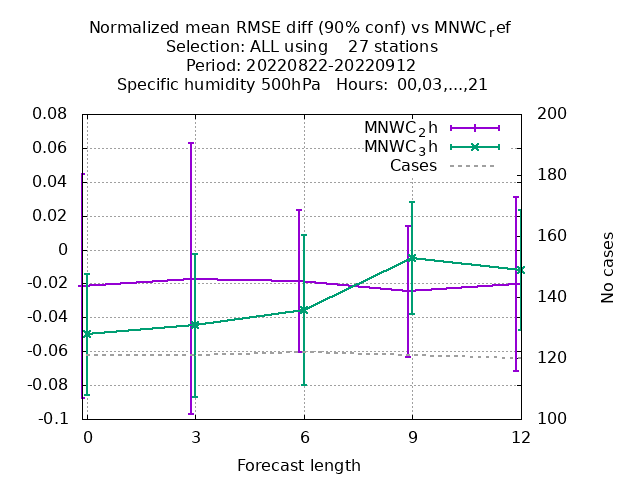 Normalized mean RMSE diff (90% conf) vs MNWC_ref
Selection: ALL using    27 stations
Period: 20220822-20220912
Specific humidity 500hPa   Hours: 00,03,...,21
0.08
0.06
0.04
0.02
0
-0.02
-0.04
-0.06
-0.08
-0.1
200
180
160
140
120
100
MNWC_2h
MNWC_3h
Cases
No cases
0 3 6 9 12
Forecast length